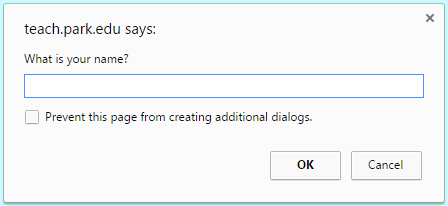 teach.park.edu says:
What is your name?
Prevent this page from creating additional dialogs.
OK Cancel